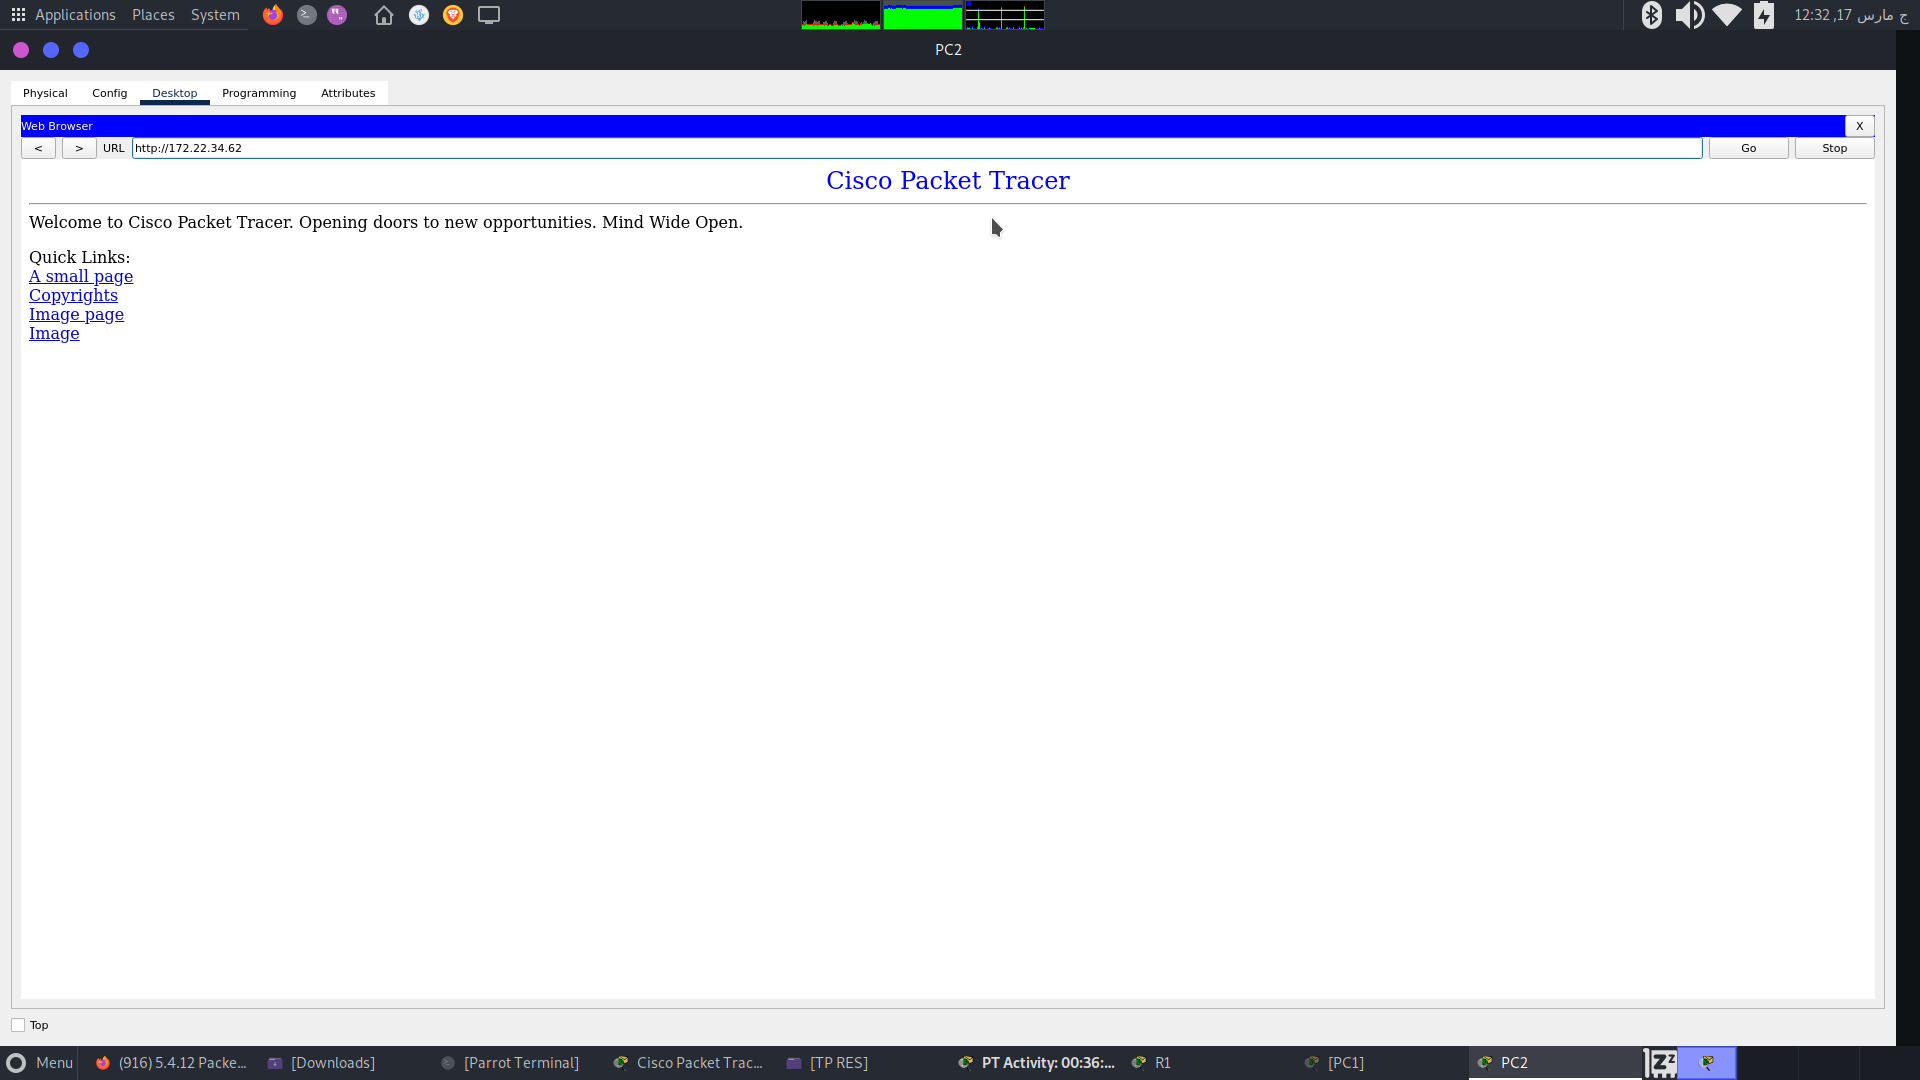 Applications Places System
ج مارس 17, 12:32
PC2
Physical Config Desktop Programming Attributes
Web Browser X
< > URL http://172.22.34.62 Go Stop
Cisco Packet Tracer
Welcome to Cisco Packet Tracer. Opening doors to new opportunities. Mind Wide Open.
Quick Links:
A small page
Copyrights
Image page
Image
Top
Menu (916) 5.4.12 Packe... [Downloads] [Parrot Terminal] Cisco Packet Trac... [TP RES] PT Activity: 00:36:... R1 [PC1] PC2